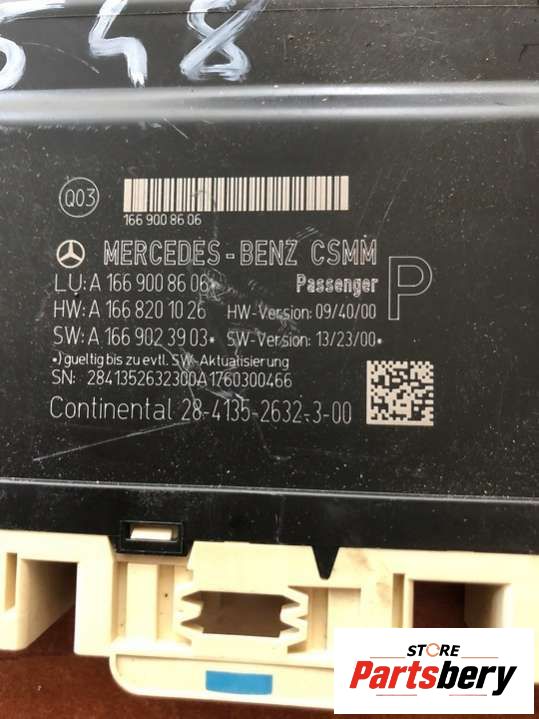 548
Q03
166 900 86 06
MERCEDES-BENZ CSMM
LU: A 166 900 86 06* Passenger P
HW: A 166 820 10 26 HW-Version: 09/40/00
SW: A 166 902 39 03* SW-Version: 13/23/00*
*) gueltig bis zu evtl. SW-Aktualisierung
SN: 2841352632300A1760300466
Continental 28-4135-2632-3-00
STORE
Partsbery